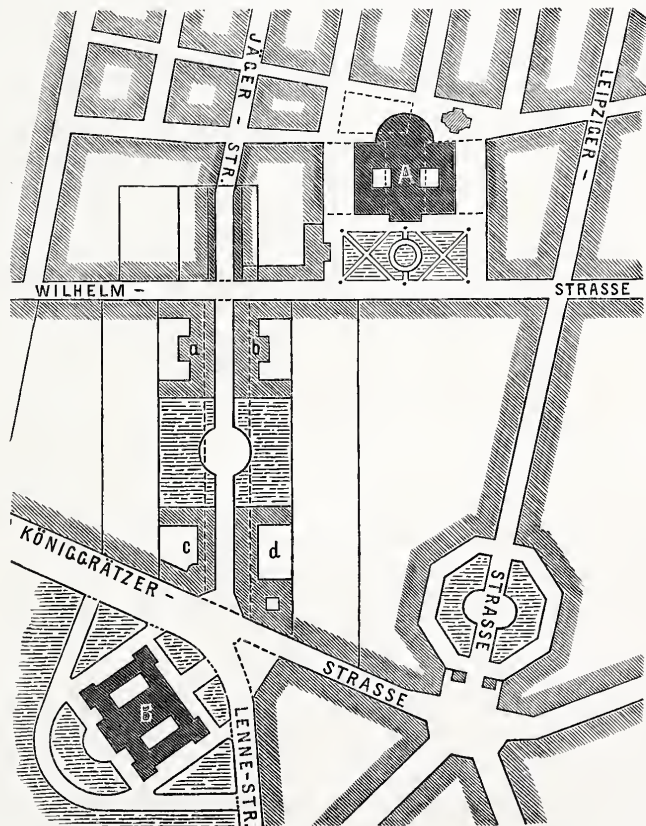 JÄGER - STR.
LEIPZIGER -
A
WILHELM - STRASSE
a
b
c
d
KÖNIGGRÄTZER - STRASSE
STRASSE
B
LENNE-STR.